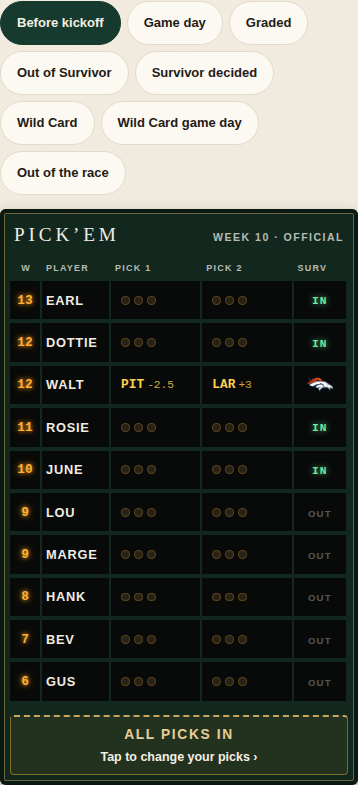 Before kickoff
Game day
Graded
Out of Survivor
Survivor decided
Wild Card
Wild Card game day
Out of the race
PICK’EM
WEEK 10 · OFFICIAL
W PLAYER PICK 1 PICK 2 SURV
13 EARL IN
12 DOTTIE IN
12 WALT PIT -2.5 LAR +3
11 ROSIE IN
10 JUNE IN
9 LOU OUT
9 MARGE OUT
8 HANK OUT
7 BEV OUT
6 GUS OUT
ALL PICKS IN
Tap to change your picks ›